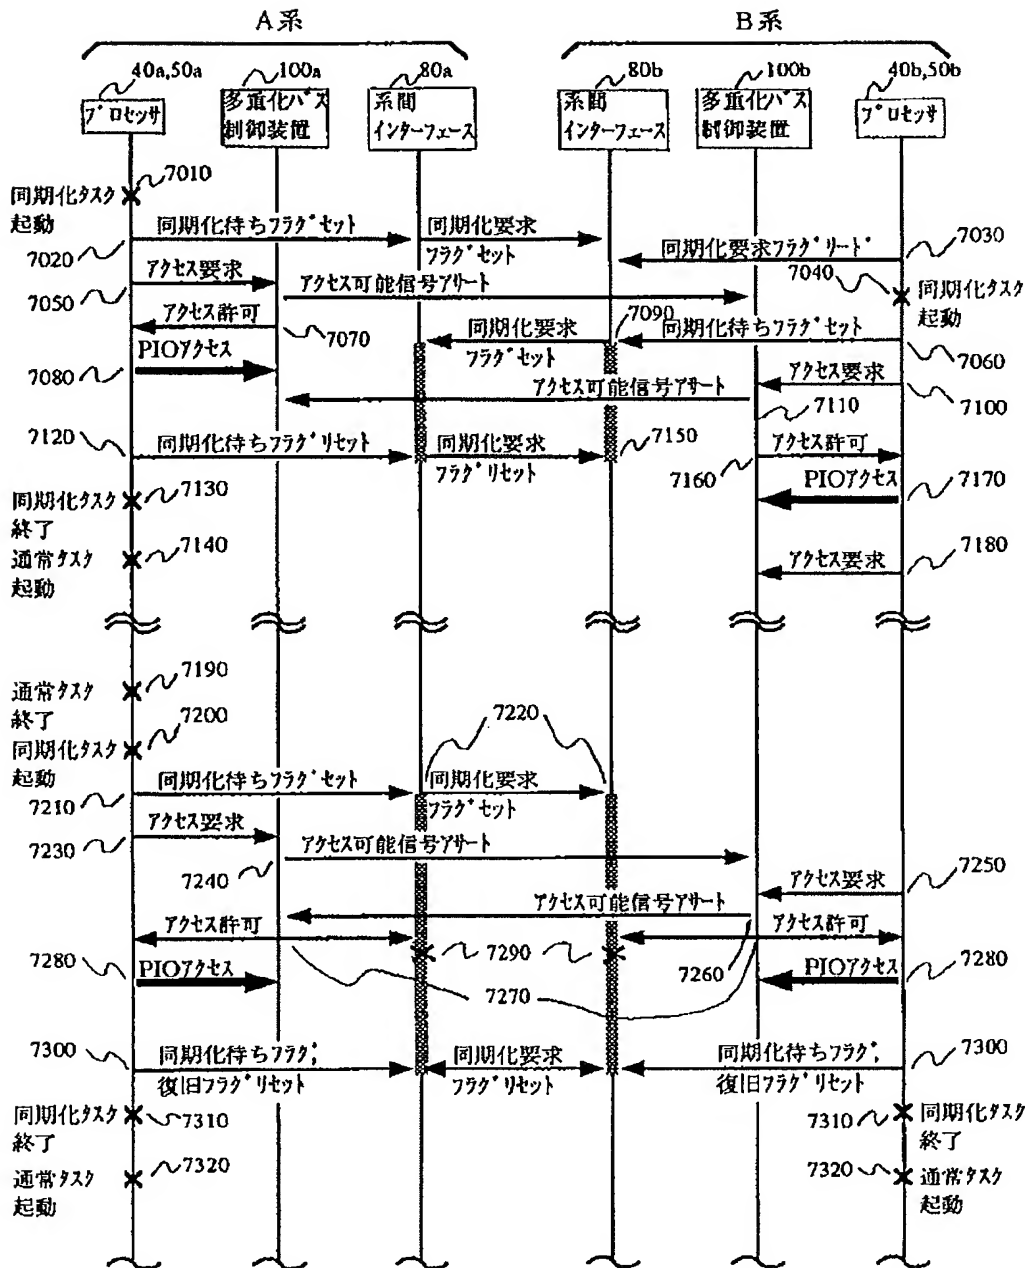 A系
B系
40a,50a
100a
80a
80b
100b
40b,50b
プロセッサ
多重化バス
制御装置
系間
インターフェース
系間
インターフェース
多重化バス
制御装置
プロセッサ
7010
同期化タスク
起動
同期化待ちフラグセット
同期化要求
フラグセット
7020
同期化要求フラグリード
7030
アクセス要求
7050
アクセス可能信号アサート
7040
同期化タスク
起動
アクセス許可
7070
同期化要求
フラグセット
7090
同期化待ちフラグセット
7060
PIOアクセス
7080
アクセス可能信号アサート
アクセス要求
7100
7110
7120
同期化待ちフラグリセット
同期化要求
フラグリセット
7150
アクセス許可
7160
7130
同期化タスク
終了
PIOアクセス
7170
7140
通常タスク
起動
アクセス要求
7180
7190
通常タスク
終了
7200
同期化タスク
起動
7220
同期化待ちフラグセット
同期化要求
フラグセット
7210
アクセス要求
7230
アクセス可能信号アサート
7240
アクセス要求
7250
アクセス可能信号アサート
アクセス許可
アクセス許可
7290
7260
7280
PIOアクセス
7270
PIOアクセス
7280
7300
同期化待ちフラグ,
復旧フラグリセット
同期化要求
フラグリセット
同期化待ちフラグ,
復旧フラグリセット
7300
同期化タスク
終了
7310
7310
同期化タスク
終了
通常タスク
起動
7320
7320
通常タスク
起動